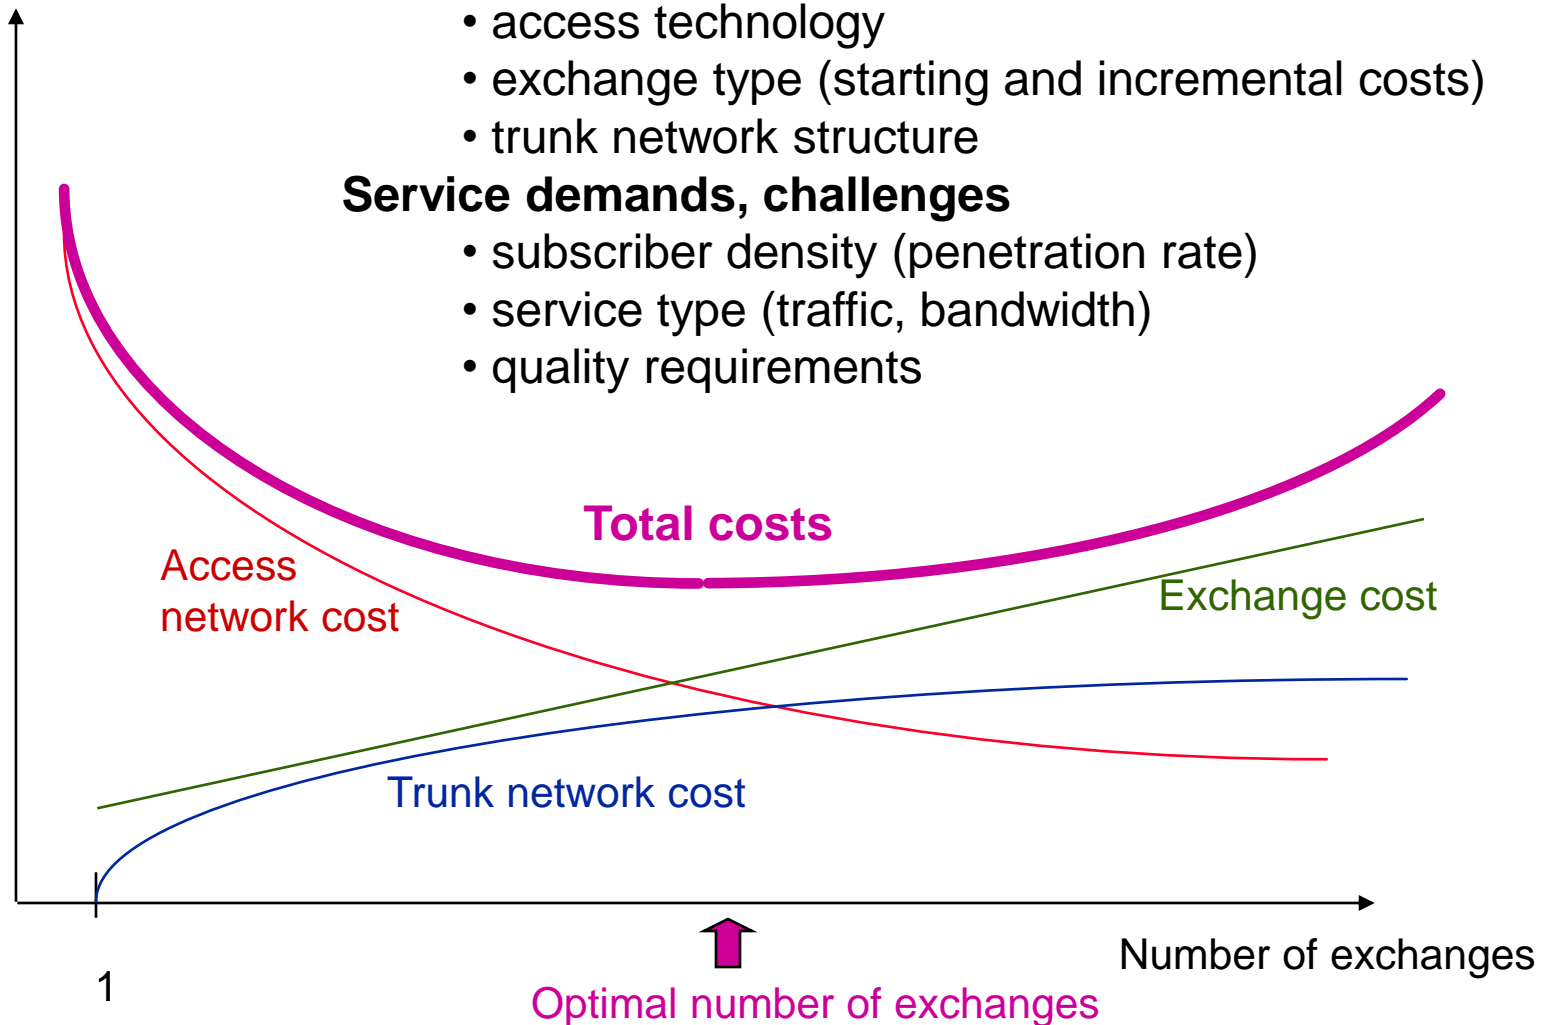 • access technology
• exchange type (starting and incremental costs)
• trunk network structure
Service demands, challenges
• subscriber density (penetration rate)
• service type (traffic, bandwidth)
• quality requirements
Total costs
Access
network cost
Exchange cost
Trunk network cost
Number of exchanges
1
Optimal number of exchanges